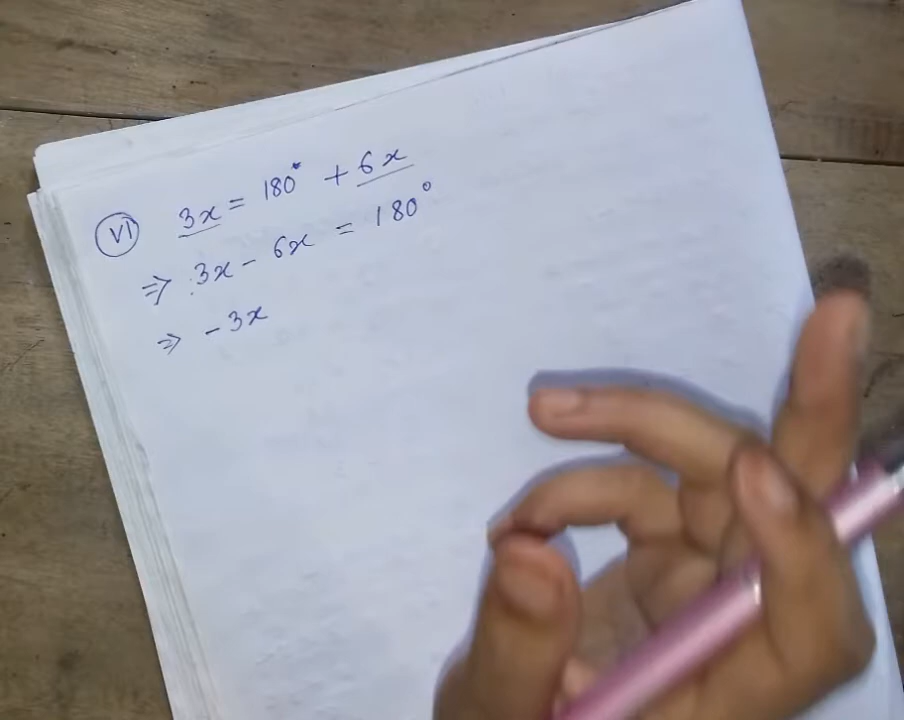 VI 3x = 180° + 6x
⇒ 3x - 6x = 180°
⇒ -3x